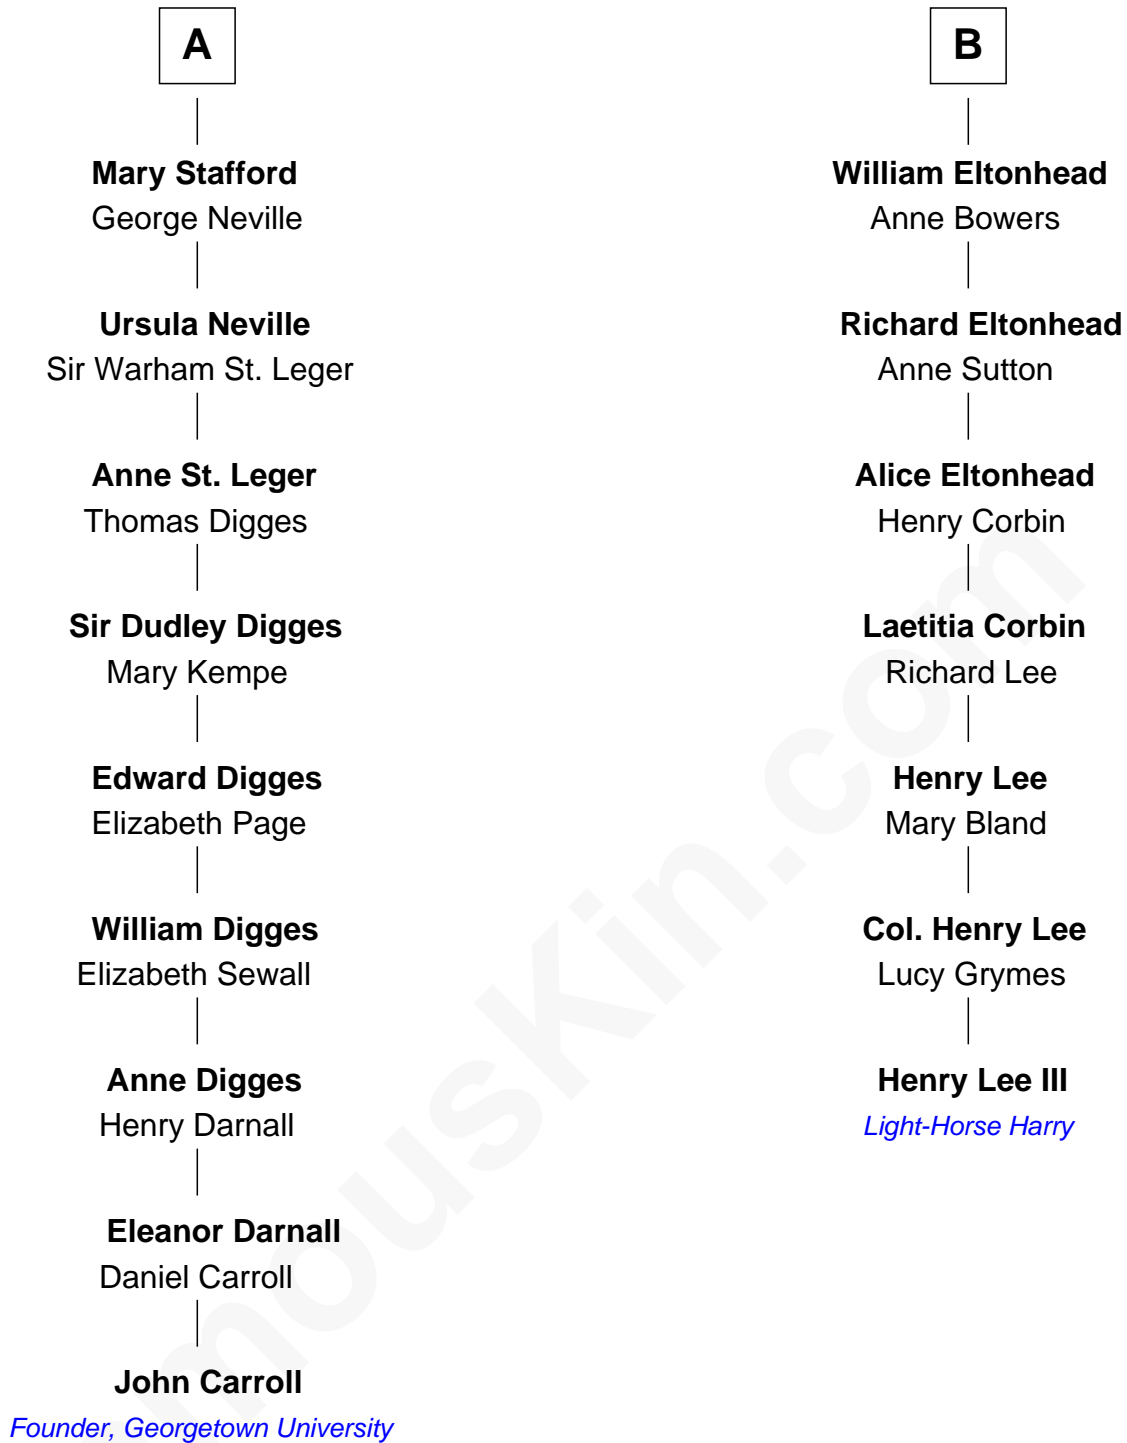 A
Mary Stafford
George Neville
Ursula Neville
Sir Warham St. Leger
Anne St. Leger
Thomas Digges
Sir Dudley Digges
Mary Kempe
Edward Digges
Elizabeth Page
William Digges
Elizabeth Sewall
Anne Digges
Henry Darnall
Eleanor Darnall
Daniel Carroll
John Carroll
Founder, Georgetown University
B
William Eltonhead
Anne Bowers
Richard Eltonhead
Anne Sutton
Alice Eltonhead
Henry Corbin
Laetitia Corbin
Richard Lee
Henry Lee
Mary Bland
Col. Henry Lee
Lucy Grymes
Henry Lee III
Light-Horse Harry
mousKin.com